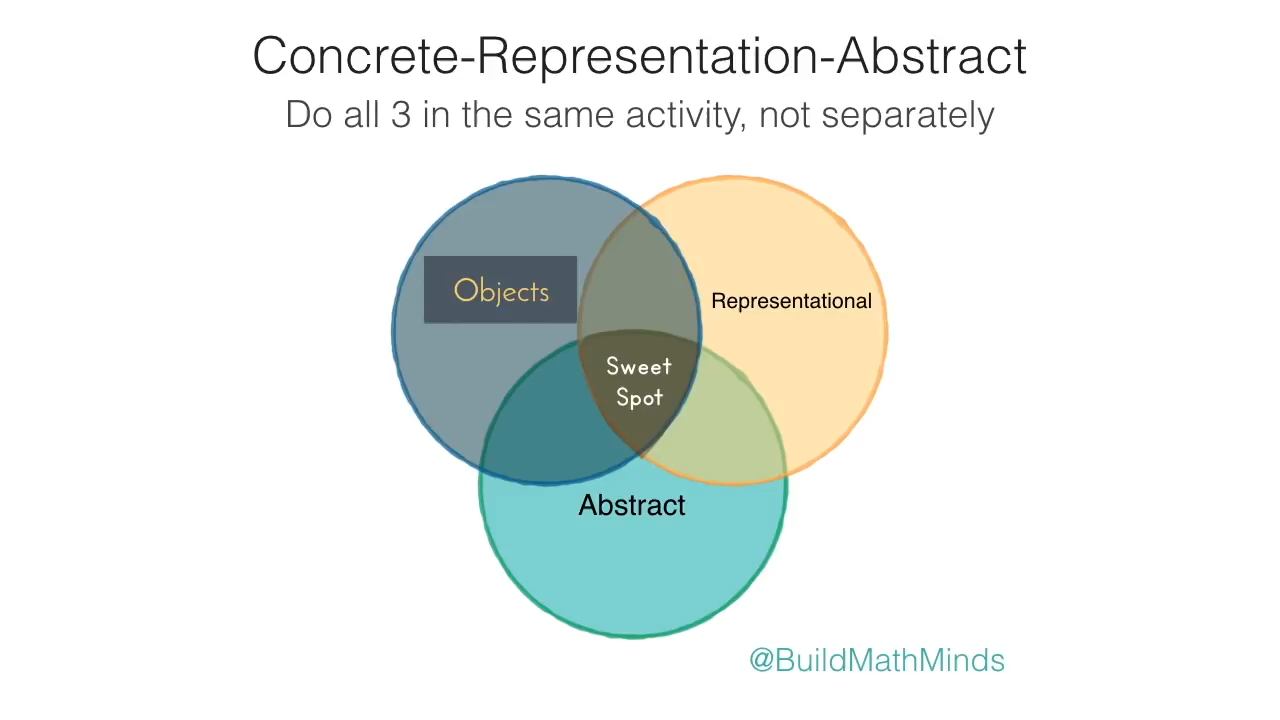 Concrete-Representation-Abstract
Do all 3 in the same activity, not separately
Objects
Representational
Sweet
Spot
Abstract
@BuildMathMinds